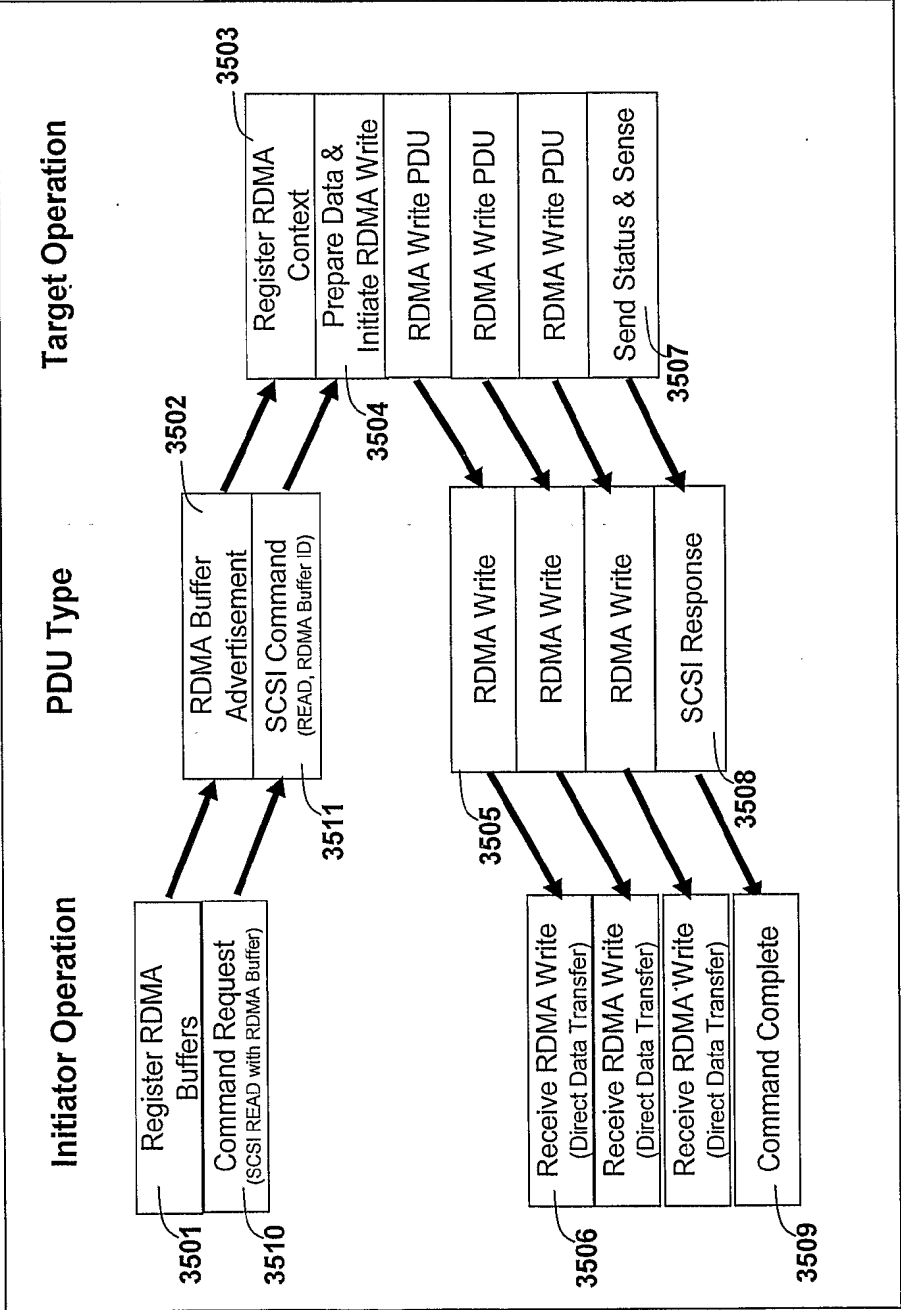 Initiator Operation
PDU Type
Target Operation
3501
Register RDMA
Buffers
3510
Command Request
(SCSI READ with RDMA Buffer)
3502
RDMA Buffer
Advertisement
SCSI Command
(READ, RDMA Buffer ID)
3511
3503
Register RDMA
Context
Prepare Data &
Initiate RDMA Write
3504
RDMA Write PDU
RDMA Write PDU
RDMA Write PDU
Send Status & Sense
3507
3505
RDMA Write
RDMA Write
RDMA Write
SCSI Response
3508
3506
Receive RDMA Write
(Direct Data Transfer)
Receive RDMA Write
(Direct Data Transfer)
Receive RDMA Write
(Direct Data Transfer)
Command Complete
3509